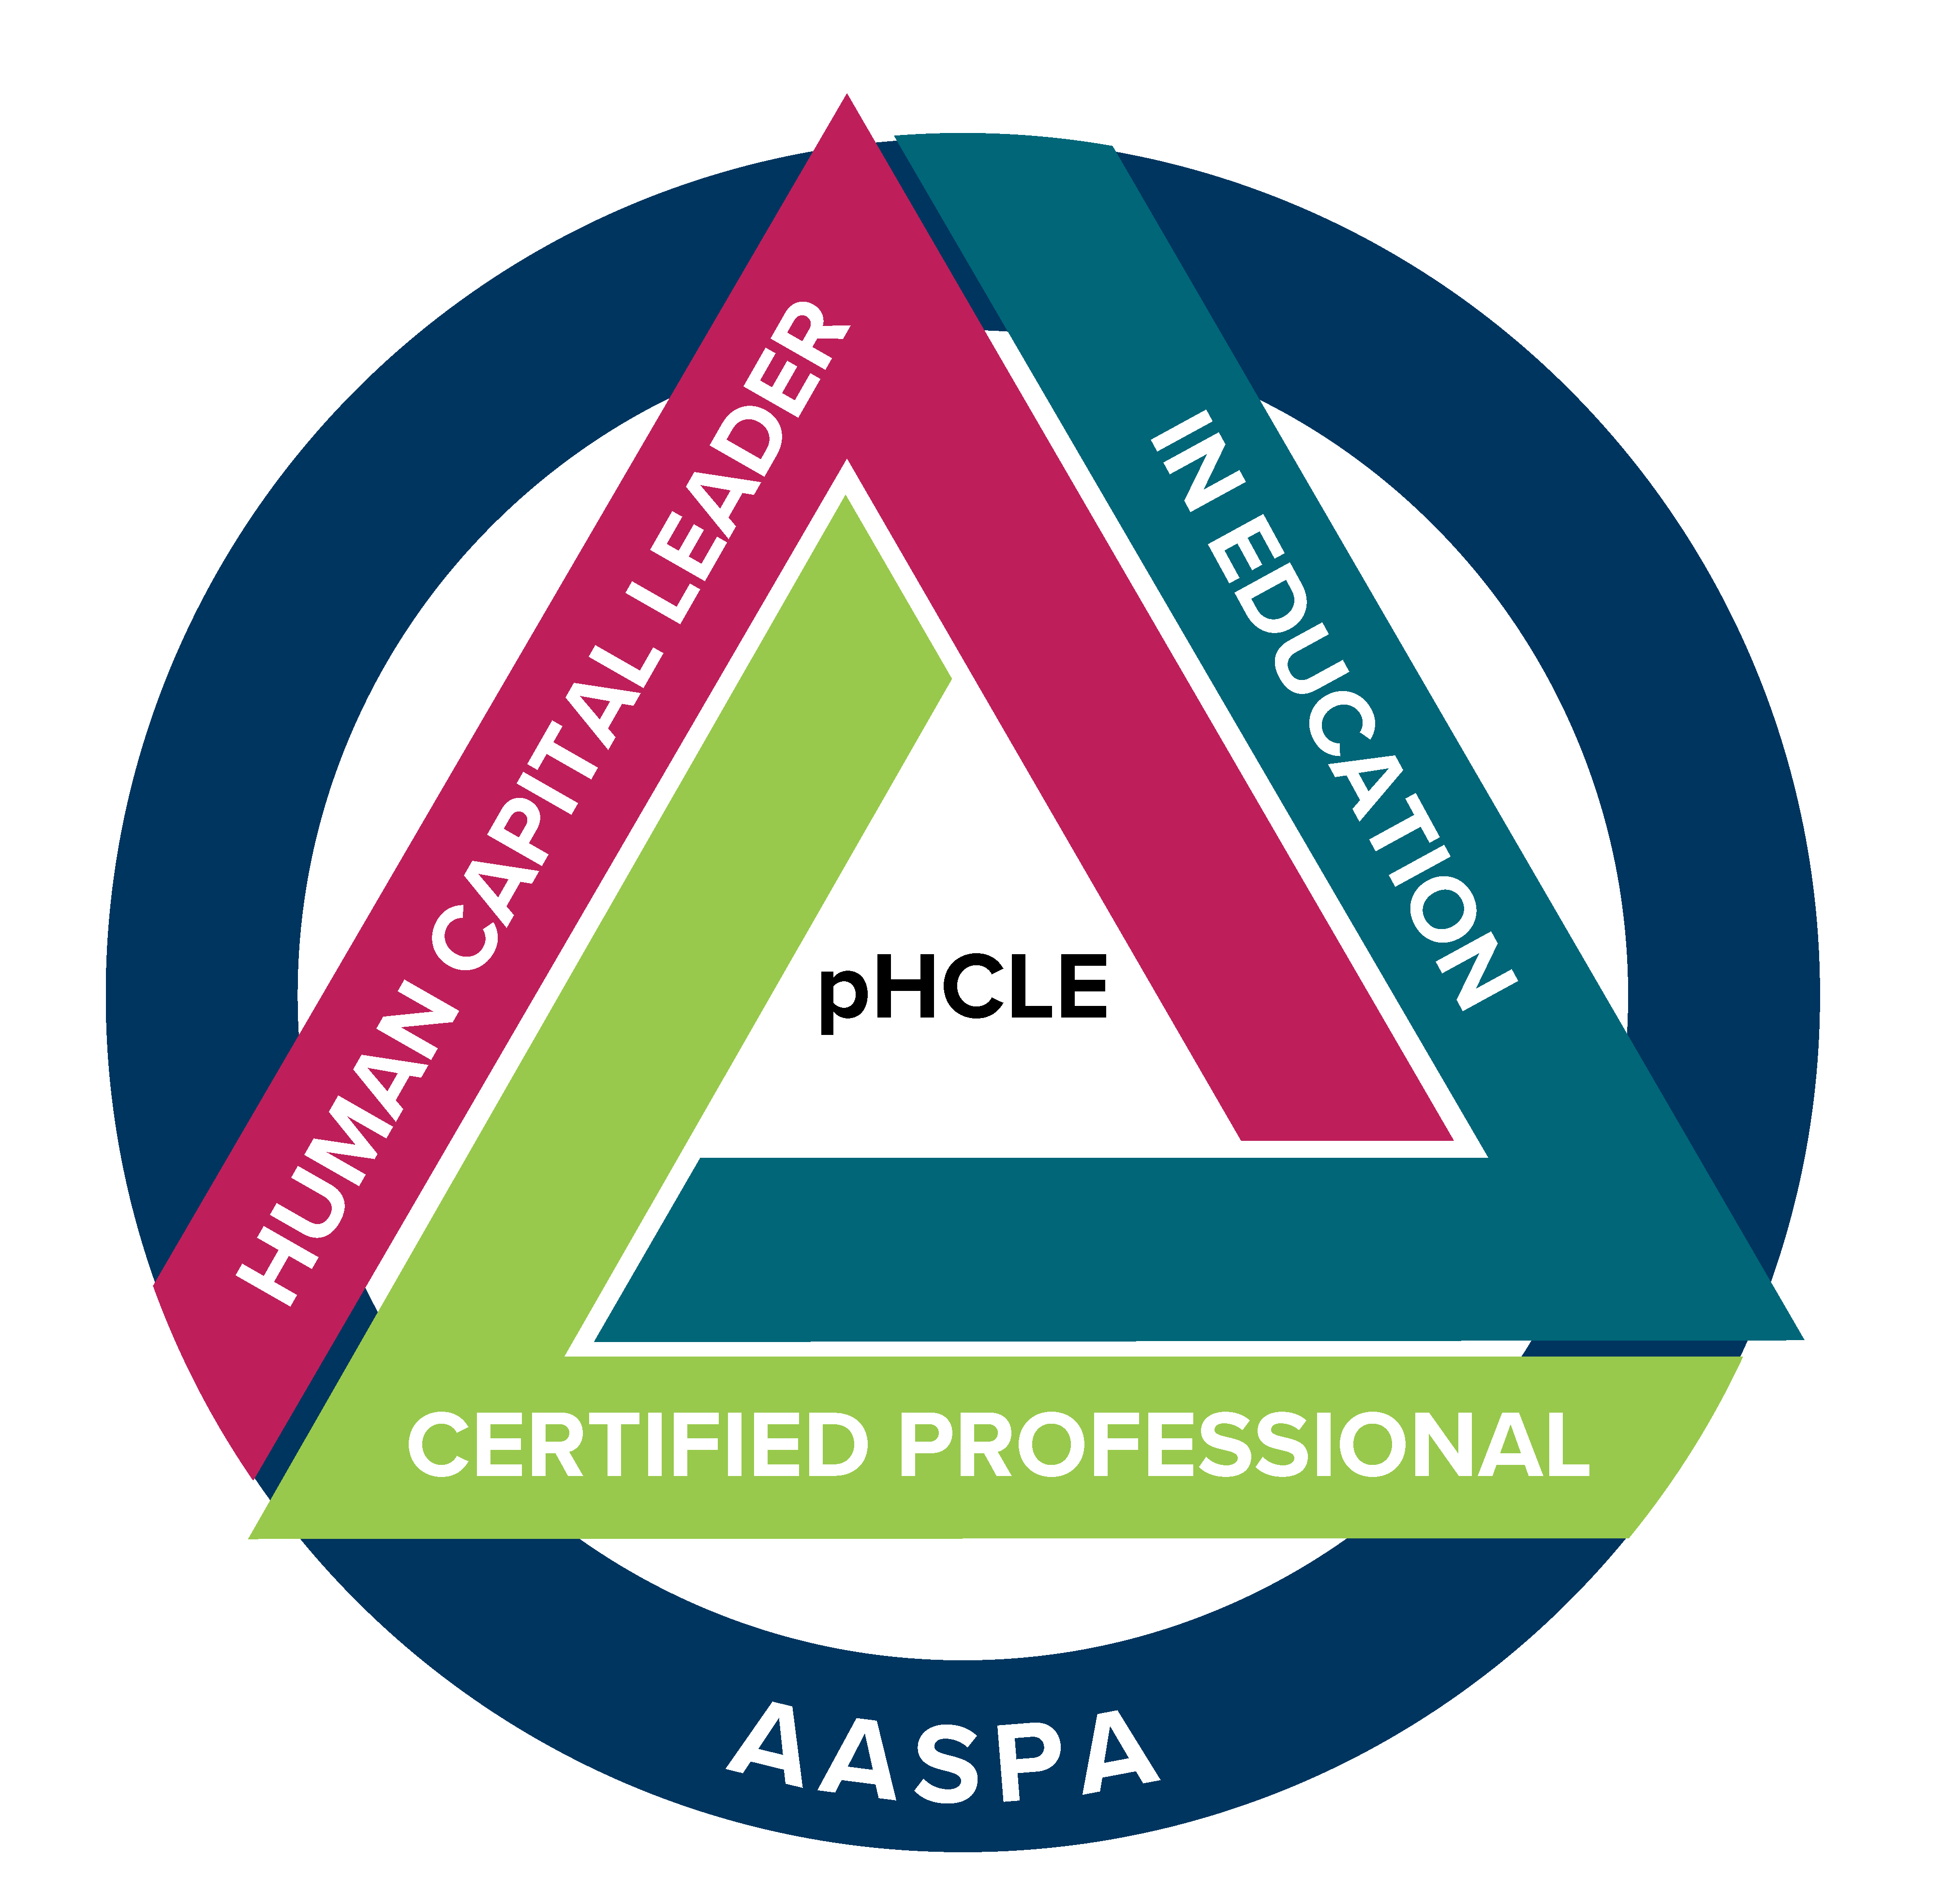 HUMAN CAPITAL LEADER
IN EDUCATION
pHCLE
CERTIFIED PROFESSIONAL
AASPA